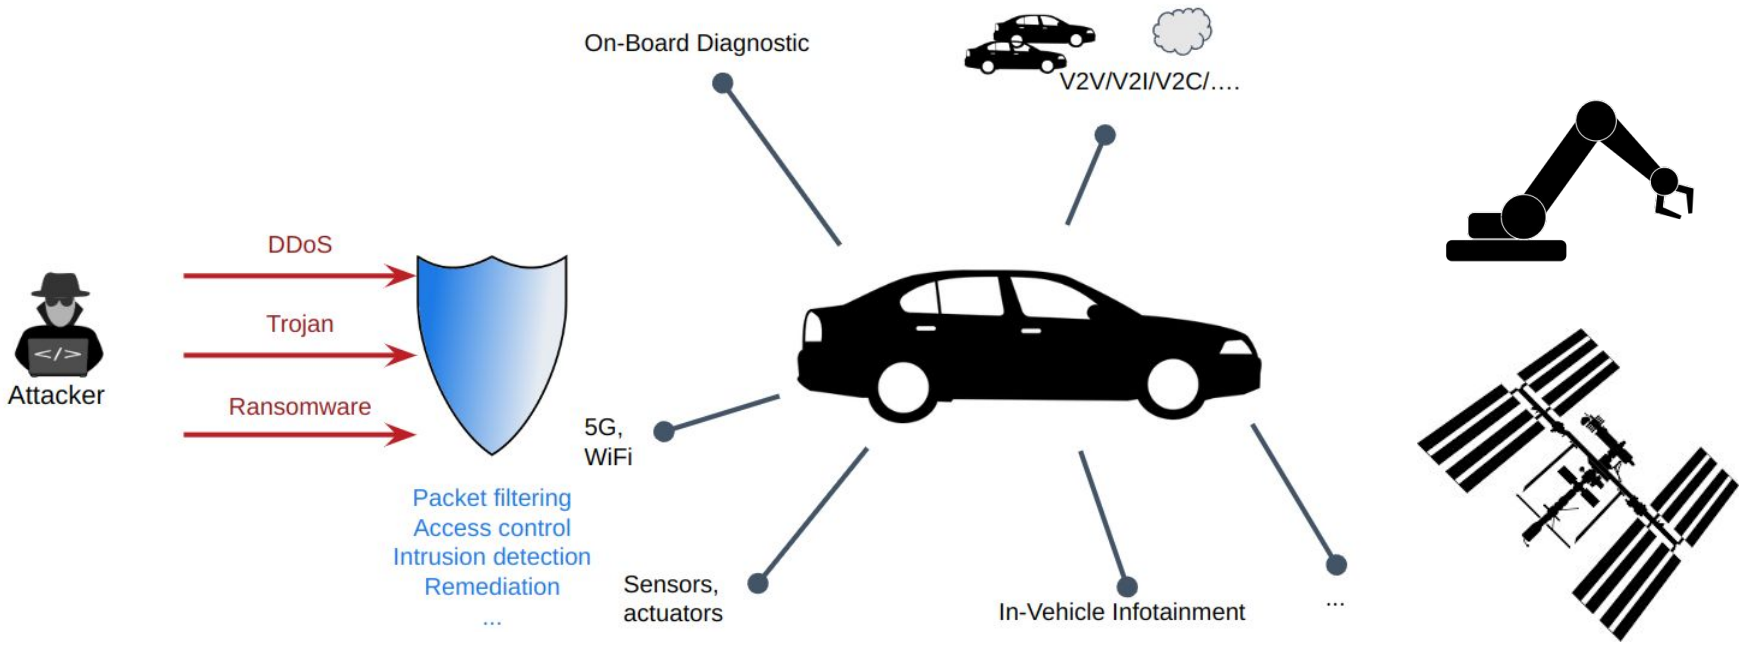 On-Board Diagnostic
V2V/V2I/V2C/....
DDoS
Trojan
Ransomware
</>
Attacker
5G,
WiFi
Packet filtering
Access control
Intrusion detection
Remediation
...
Sensors,
actuators
In-Vehicle Infotainment
...